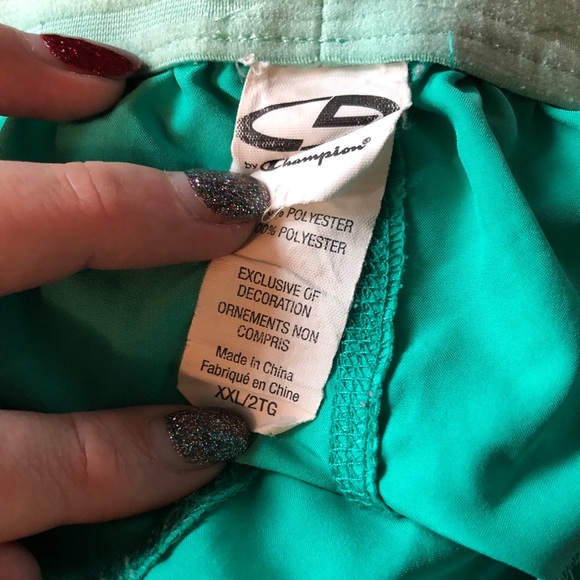 by Champion®
% POLYESTER
00% POLYESTER
EXCLUSIVE OF
DECORATION
ORNEMENTS NON
COMPRIS
Made in China
Fabriqué en Chine
XXL/2TG